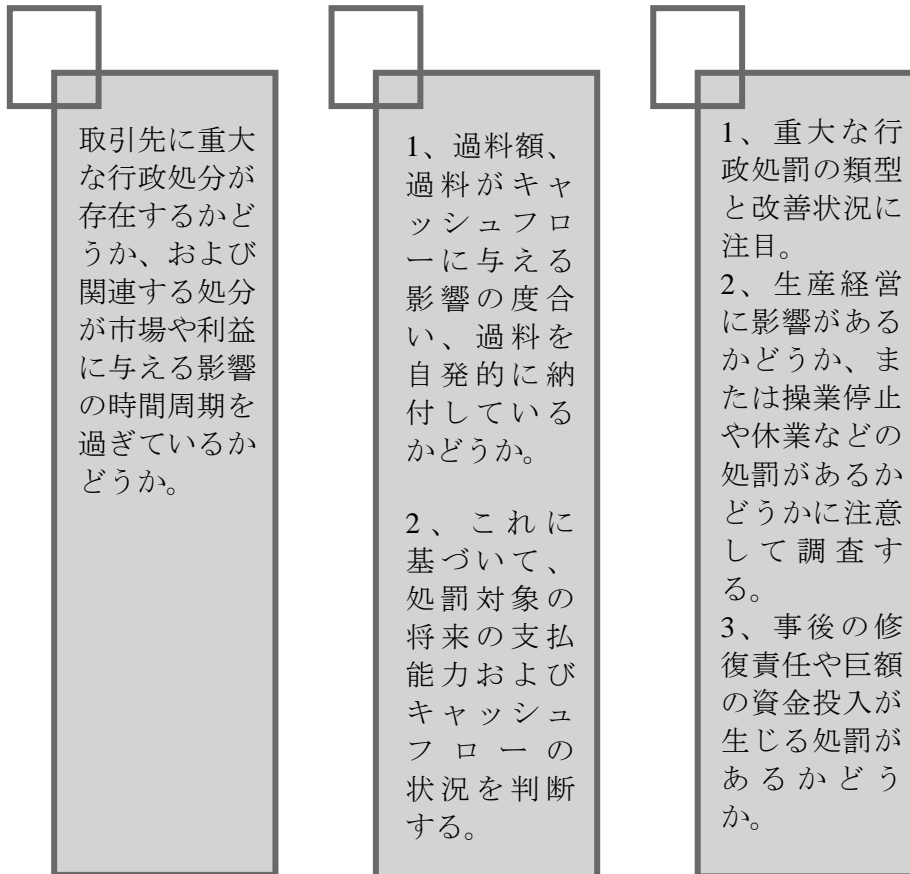 取引先に重大
な行政処分が
存在するかど
うか、および
関連する処分
が市場や利益
に与える影響
の時間周期を
過ぎているか
どうか。
1、過料額、
過料がキャ
ッシュフロ
ーに与える
影響の度合
い、過料を
自発的に納
付している
かどうか。
2、これに
基づいて、
処罰対象の
将来の支払
能力および
キャッシュ
フローの
状況を判断
する。
1、重大な行
政処罰の類型
と改善状況に
注目。
2、生産経営
に影響がある
かどうか、ま
たは操業停止
や休業などの
処罰があるか
どうかに注意
して調査す
る。
3、事後の修
復責任や巨額
の資金投入が
生じる処罰が
あるかどう
か。